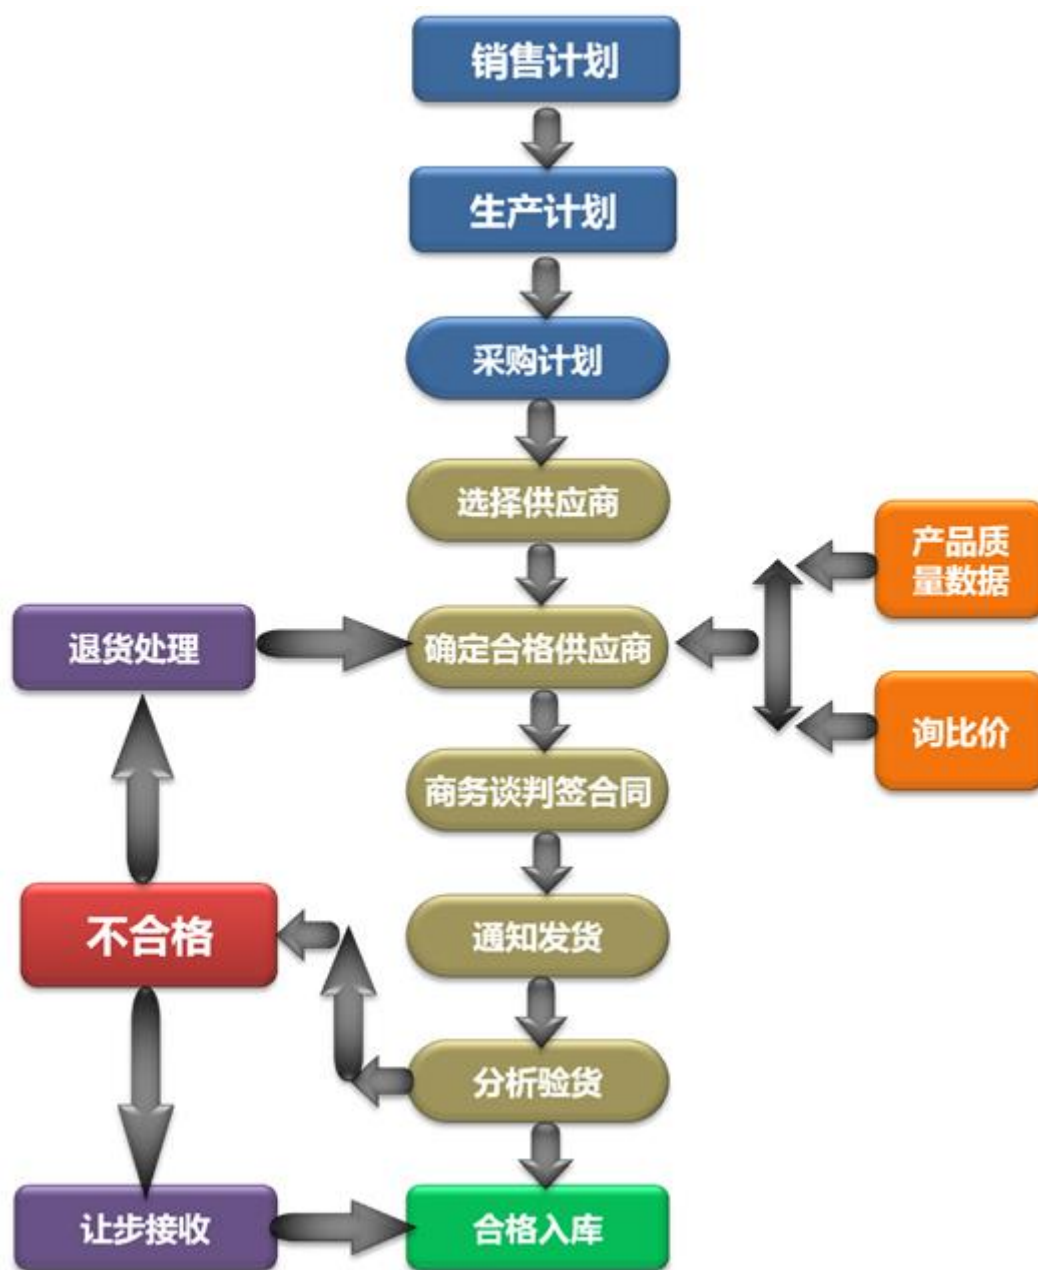 销售计划
生产计划
采购计划
选择供应商
产品质
量数据
退货处理
确定合格供应商
询比价
商务谈判签合同
不合格
通知发货
分析验货
让步接收
合格入库